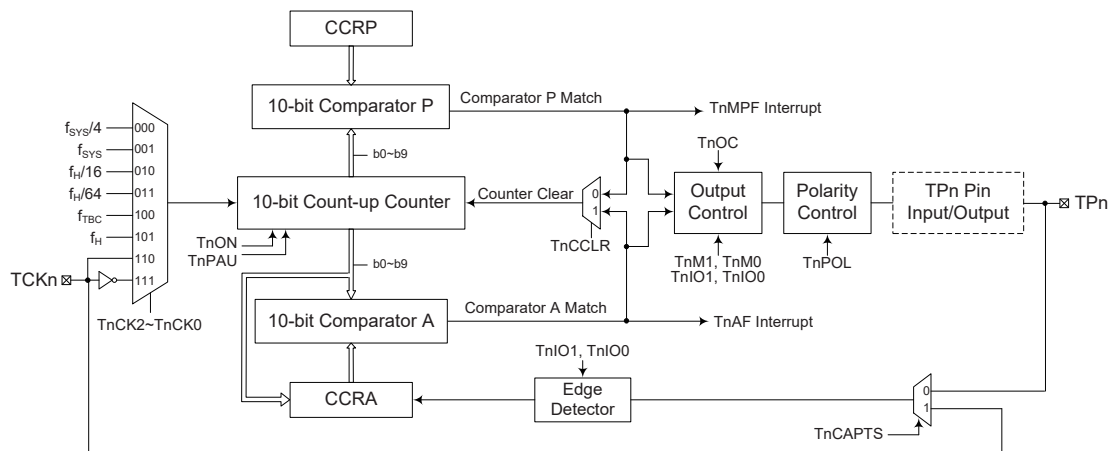 CCRP
10-bit Comparator P
Comparator P Match
TnMPF Interrupt
fSYS/4
000
fSYS
001
fH/16
010
fH/64
011
fTBC
100
fH
101
110
111
TCKn
TnCK2~TnCK0
b0~b9
10-bit Count-up Counter
TnON
TnPAU
Counter Clear
0
1
TnCCLR
TnOC
Output
Control
TnM1, TnM0
TnIO1, TnIO0
Polarity
Control
TnPOL
TPn Pin
Input/Output
TPn
b0~b9
10-bit Comparator A
Comparator A Match
TnAF Interrupt
CCRA
TnIO1, TnIO0
Edge
Detector
0
1
TnCAPTS